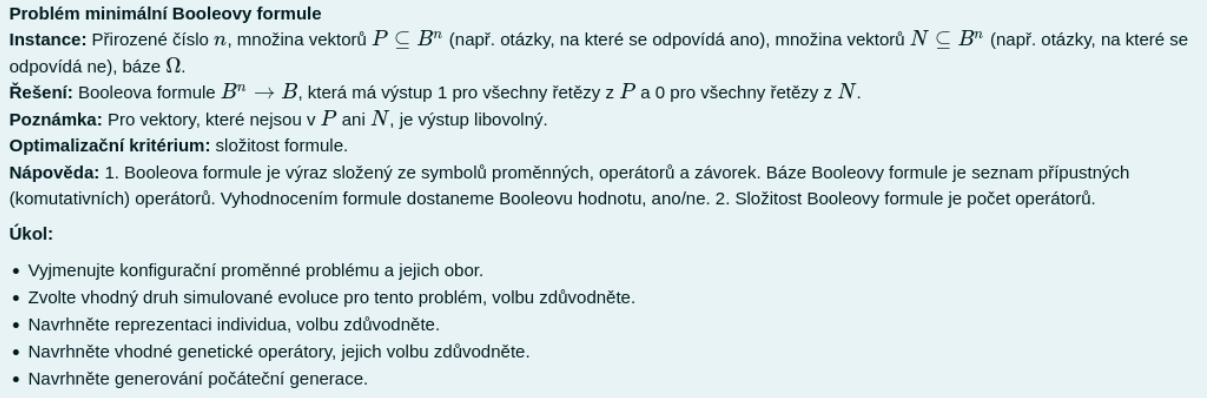 Problém minimální Booleovy formule
Instance: Přirozené číslo n, množina vektorů P ⊆ Bⁿ (např. otázky, na které se odpovídá ano), množina vektorů N ⊆ Bⁿ (např. otázky, na které se
odpovídá ne), báze Ω.
Řešení: Booleova formule Bⁿ → B, která má výstup 1 pro všechny řetězy z P a 0 pro všechny řetězy z N.
Poznámka: Pro vektory, které nejsou v P ani N, je výstup libovolný.
Optimalizační kritérium: složitost formule.
Nápověda: 1. Booleova formule je výraz složený ze symbolů proměnných, operátorů a závorek. Báze Booleovy formule je seznam přípustných
(komutativních) operátorů. Vyhodnocením formule dostaneme Booleovu hodnotu, ano/ne. 2. Složitost Booleovy formule je počet operátorů.
Úkol:
• Vyjmenujte konfigurační proměnné problému a jejich obor.
• Zvolte vhodný druh simulované evoluce pro tento problém, volbu zdůvodněte.
• Navrhněte reprezentaci individua, volbu zdůvodněte.
• Navrhněte vhodné genetické operátory, jejich volbu zdůvodněte.
• Navrhněte generování počáteční generace.